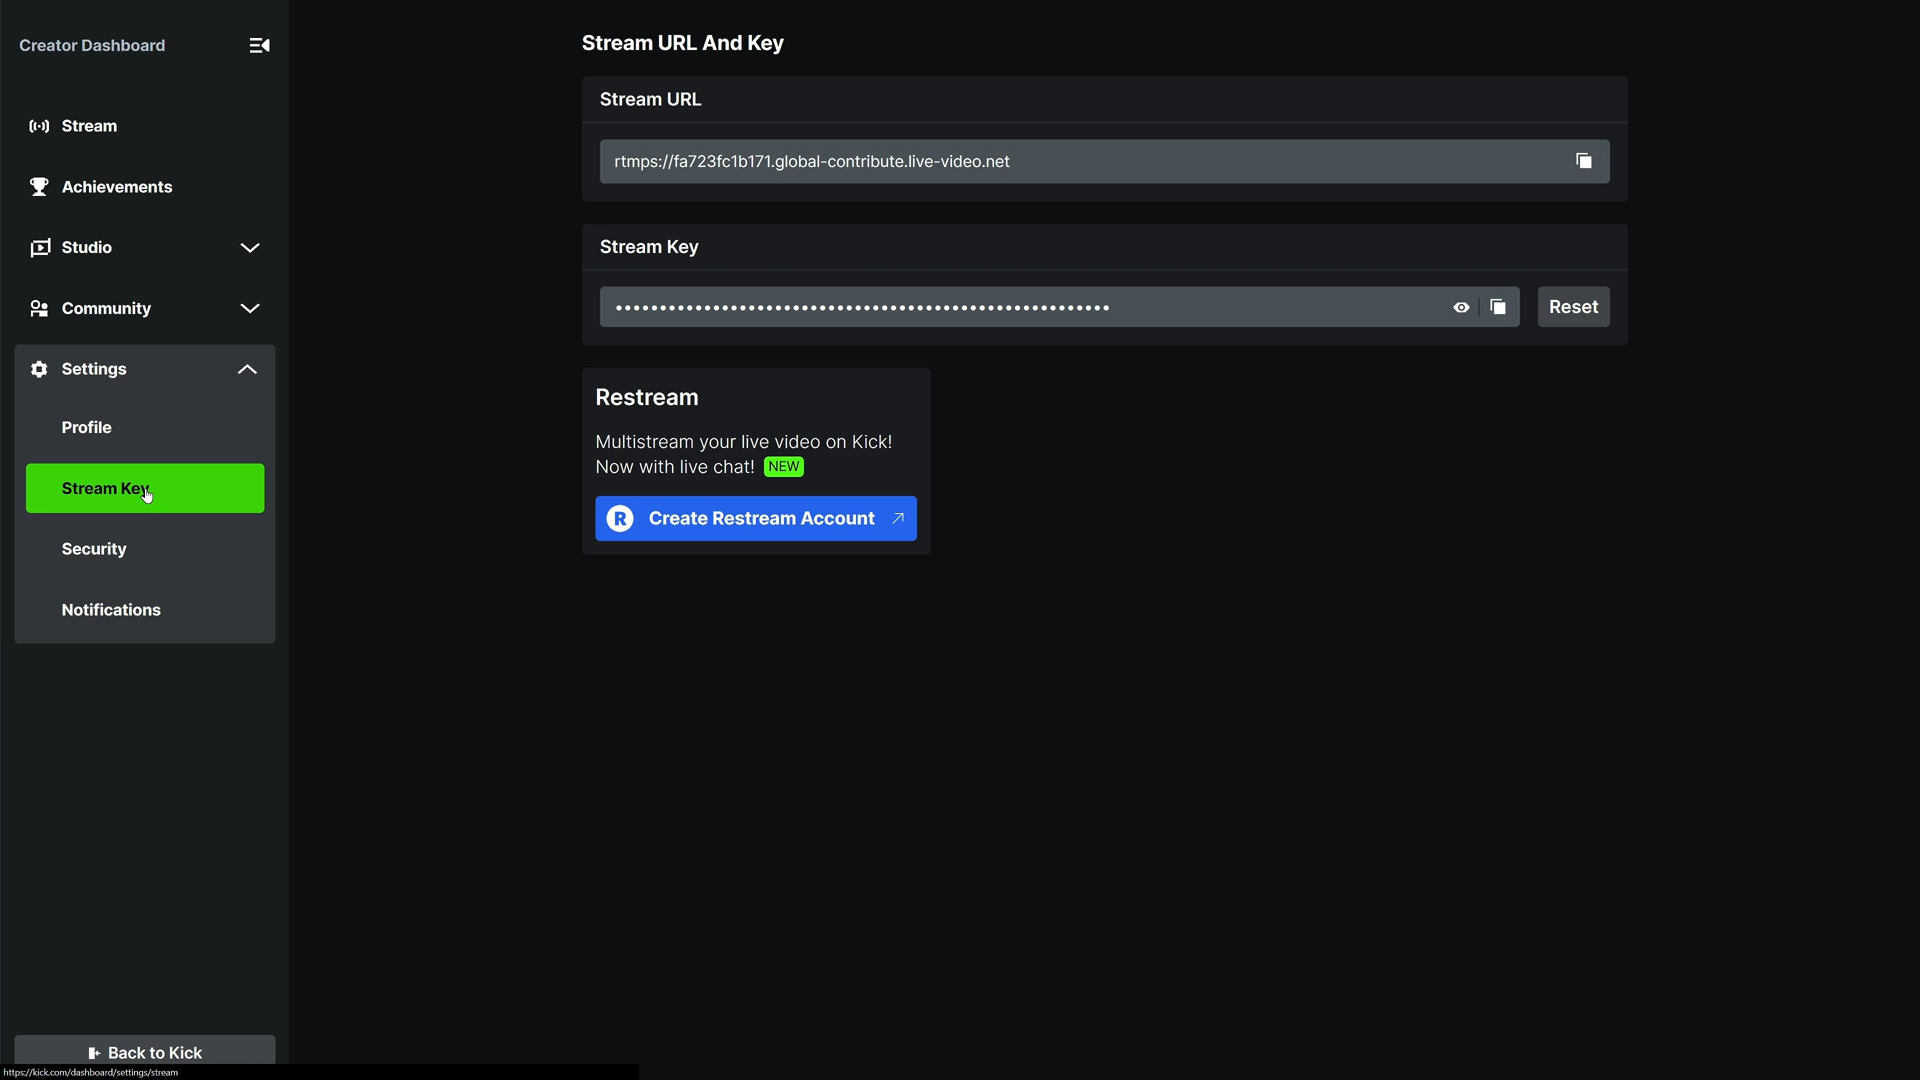 Creator Dashboard
Stream
Achievements
Studio
Community
Settings
Profile
Stream Key
Security
Notifications
Back to Kick
https://kick.com/dashboard/settings/stream
Stream URL And Key
Stream URL
rtmps://fa723fc1b171.global-contribute.live-video.net
Stream Key
••••••••••••••••••••••••••••••••••••••••••••••••••••••••
Reset
Restream
Multistream your live video on Kick!
Now with live chat! NEW
R Create Restream Account